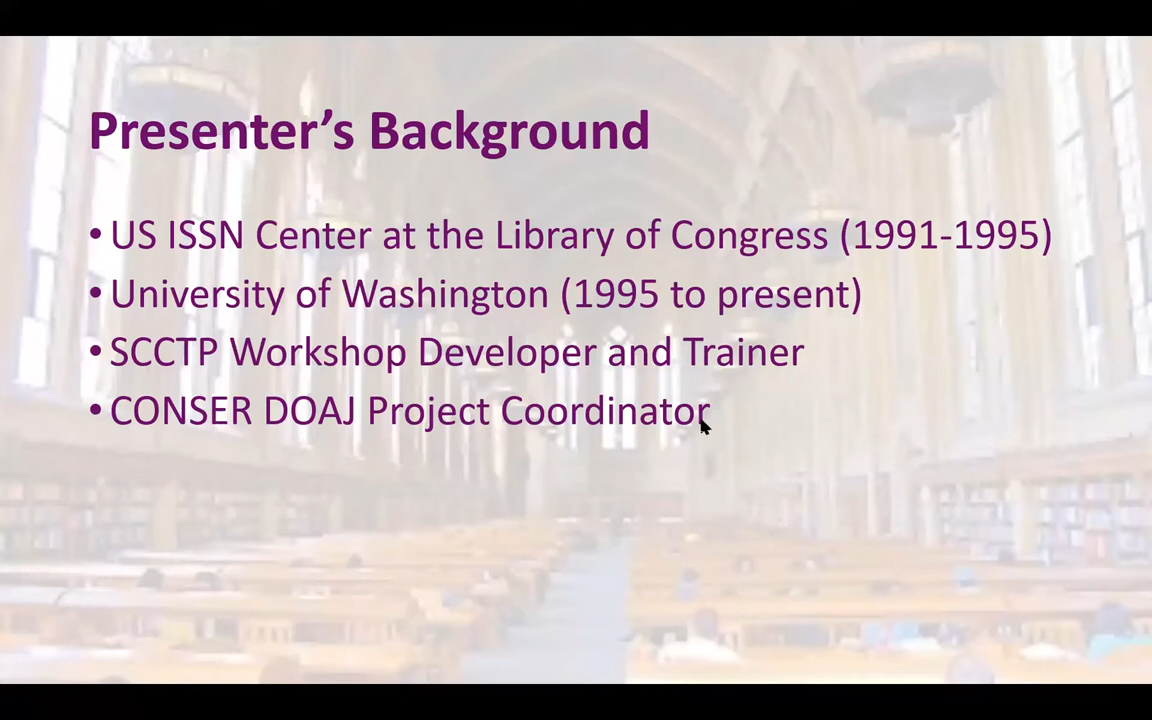 Presenter’s Background
• US ISSN Center at the Library of Congress (1991-1995)
• University of Washington (1995 to present)
• SCCTP Workshop Developer and Trainer
• CONSER DOAJ Project Coordinator